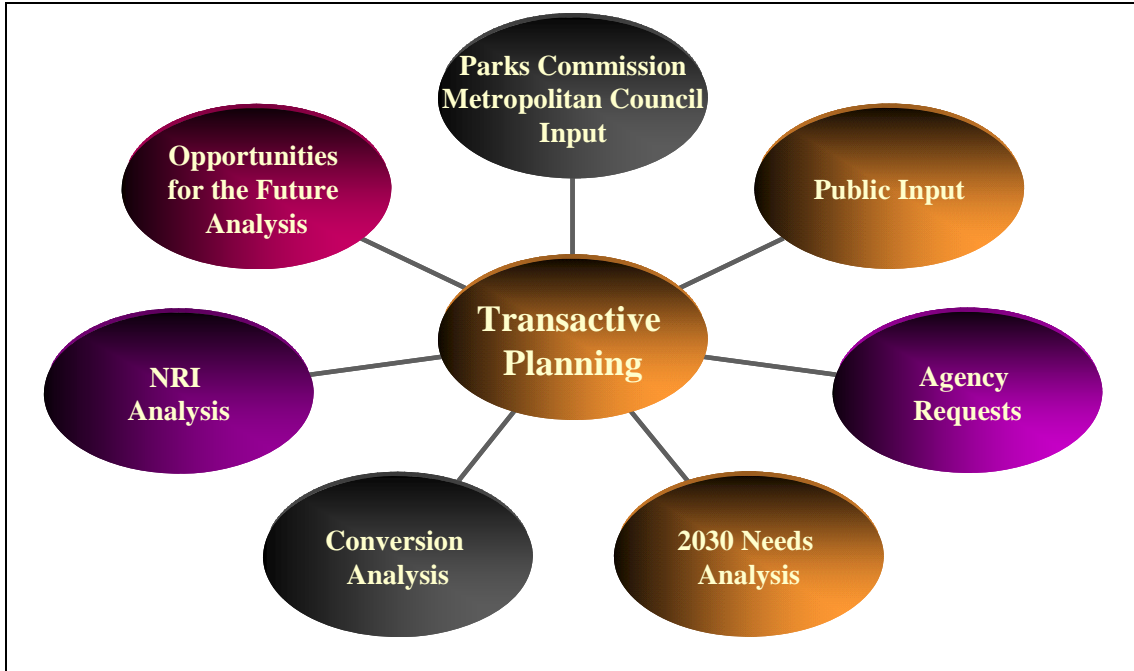 Parks Commission
Metropolitan Council
Input
Opportunities
for the Future
Analysis
Public Input
Transactive
Planning
NRI
Analysis
Agency
Requests
Conversion
Analysis
2030 Needs
Analysis